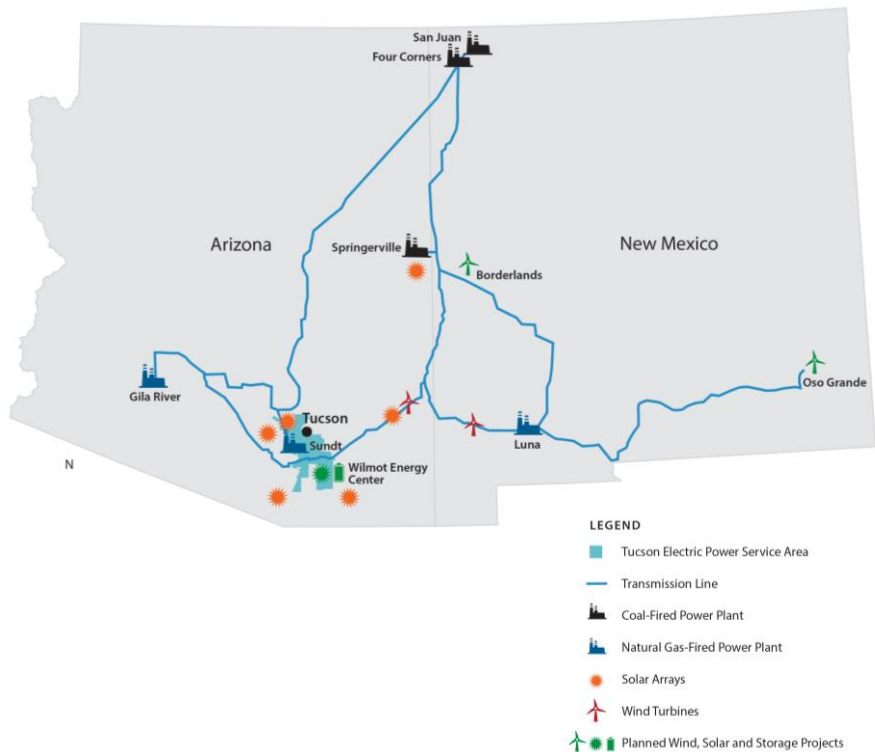 San Juan
Four Corners
Arizona
Springerville
New Mexico
Borderlands
Gila River
Oso Grande
Tucson
Sundt
Luna
N
Wilmot Energy
Center
LEGEND
Tucson Electric Power Service Area
Transmission Line
Coal-Fired Power Plant
Natural Gas-Fired Power Plant
Solar Arrays
Wind Turbines
Planned Wind, Solar and Storage Projects